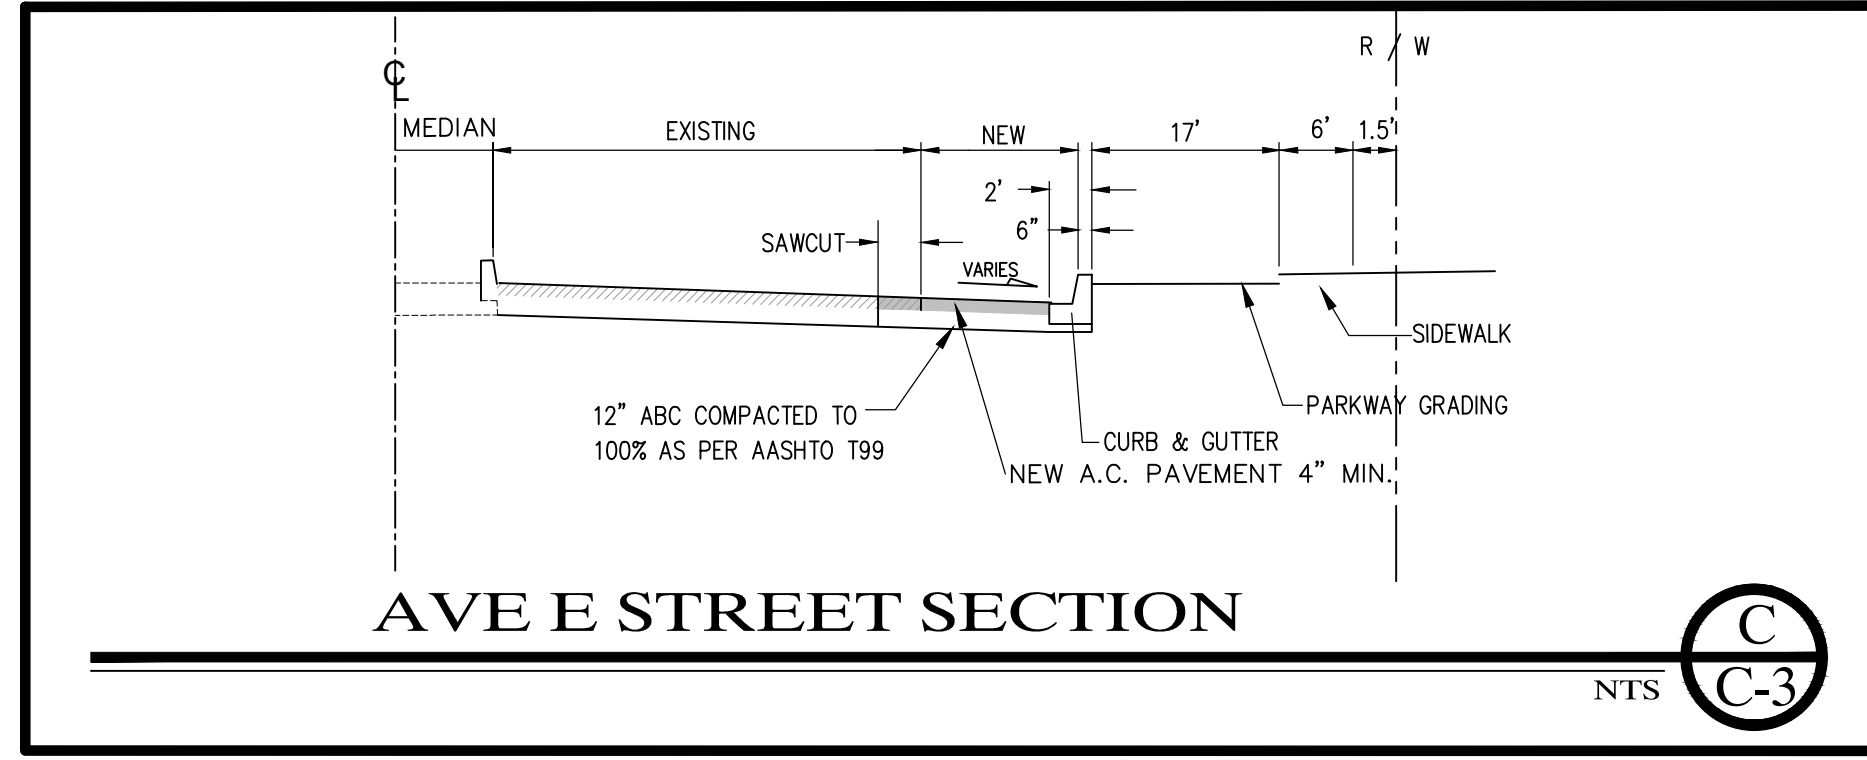 R / W
℄
MEDIAN
EXISTING
NEW
17'
6'
1.5'
2'
6"
SAWCUT
VARIES
SIDEWALK
PARKWAY GRADING
12" ABC COMPACTED TO
100% AS PER AASHTO T99
CURB & GUTTER
NEW A.C. PAVEMENT 4" MIN.
AVE E STREET SECTION
NTS
C
C-3